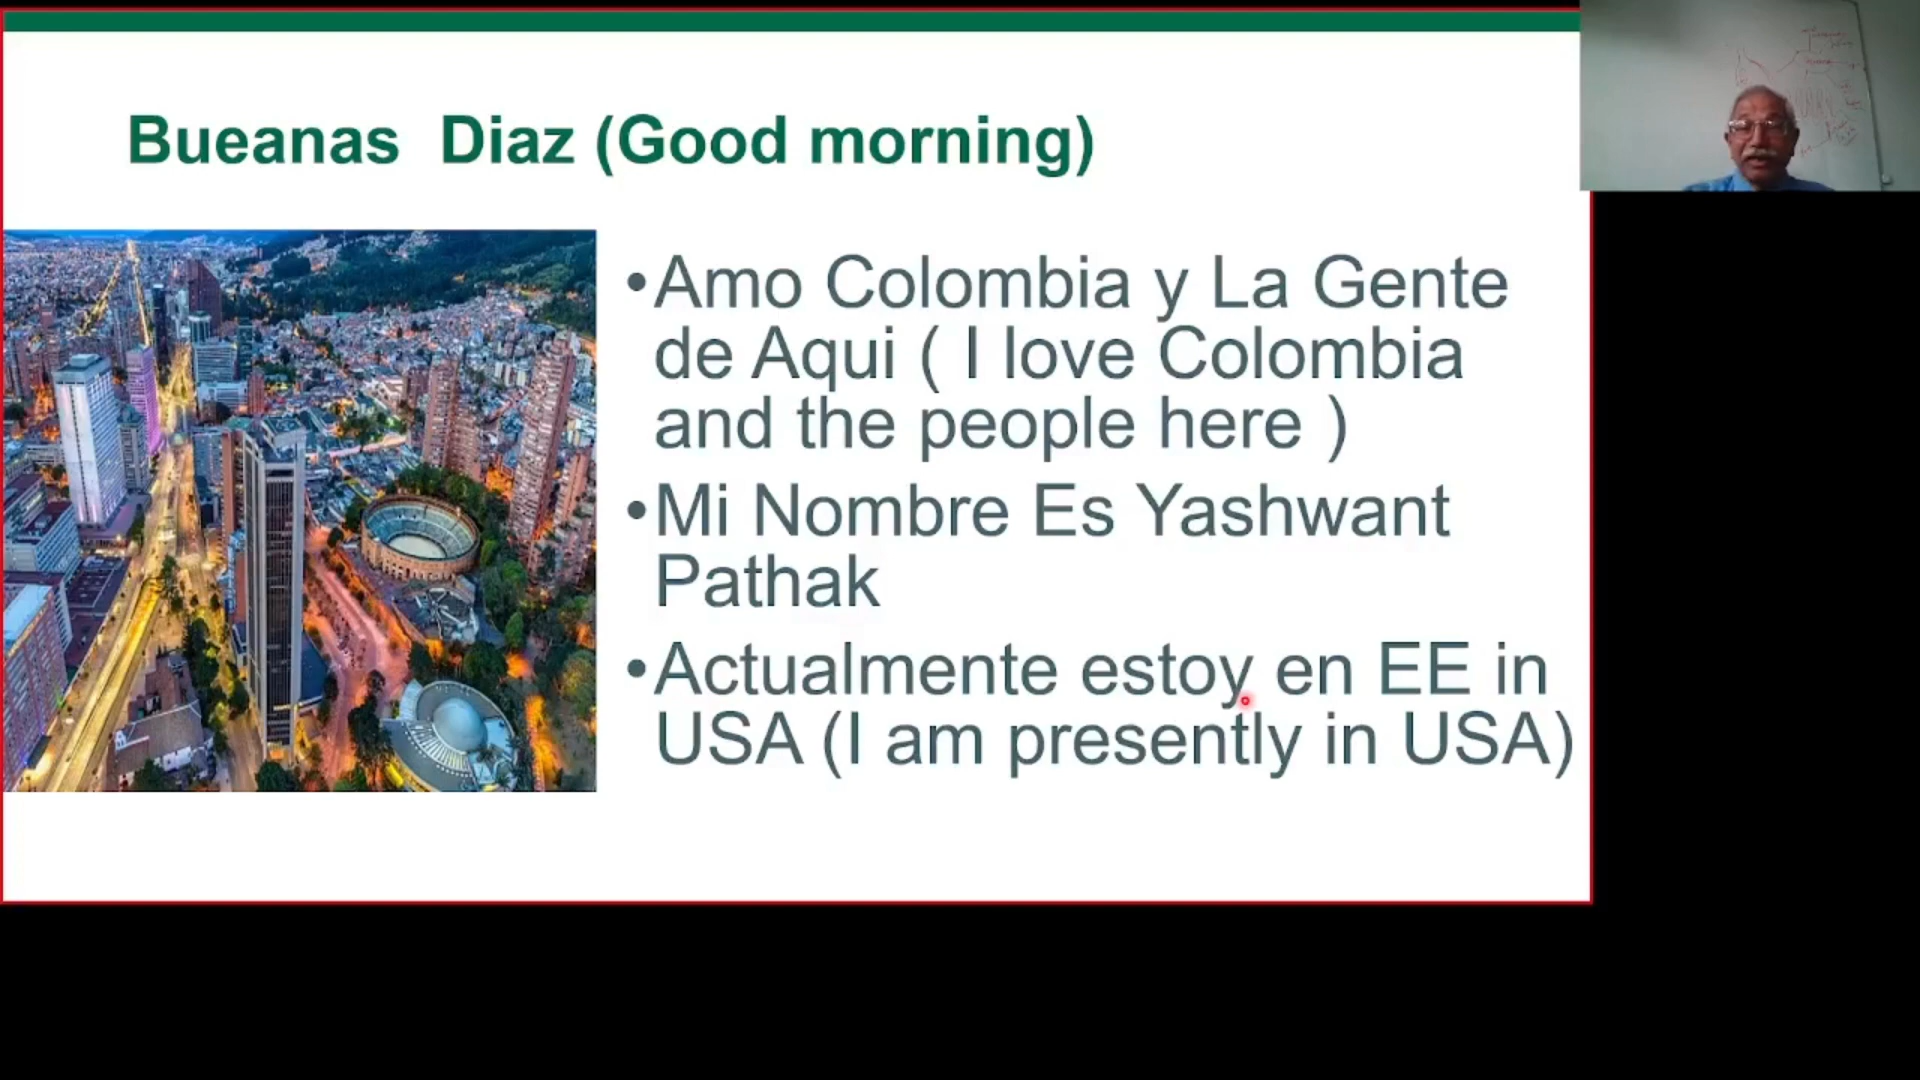 Bueanas Diaz (Good morning)
•Amo Colombia y La Gente
de Aqui ( I love Colombia
and the people here )
•Mi Nombre Es Yashwant
Pathak
•Actualmente estoy en EE in
USA (I am presently in USA)